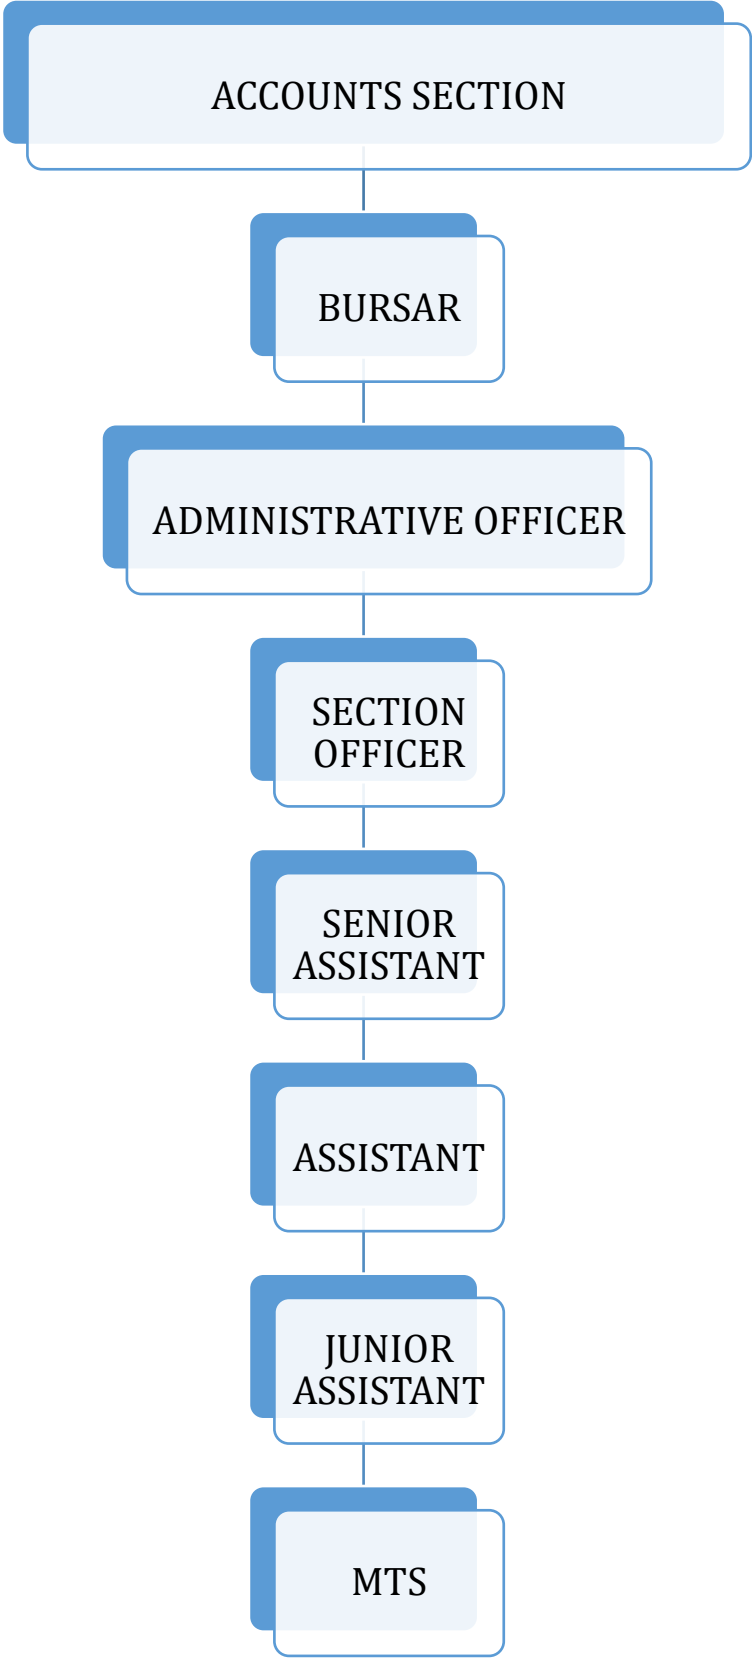 ACCOUNTS SECTION
BURSAR
ADMINISTRATIVE OFFICER
SECTION
OFFICER
SENIOR
ASSISTANT
ASSISTANT
JUNIOR
ASSISTANT
MTS